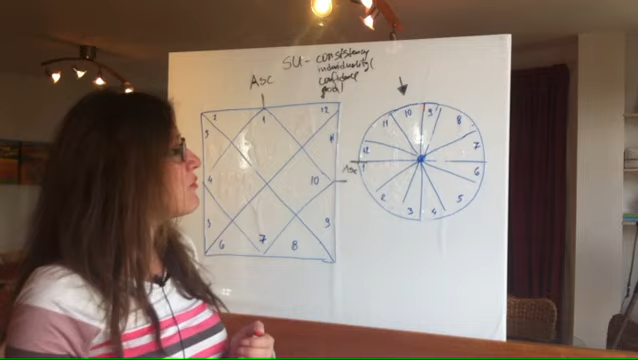 SU - consistency
individuality
confidence
goal
Asc
2 1 12
3 11
4 10
5 9
6 7 8
Asc
11 10 9 8
12 7
1 6
2 5
3 4